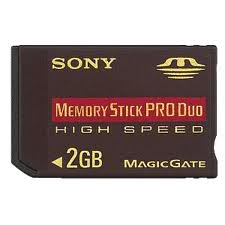 SONY
MEMORY STICK PRO DUO
HIGH SPEED
2GB
MAGICGATE